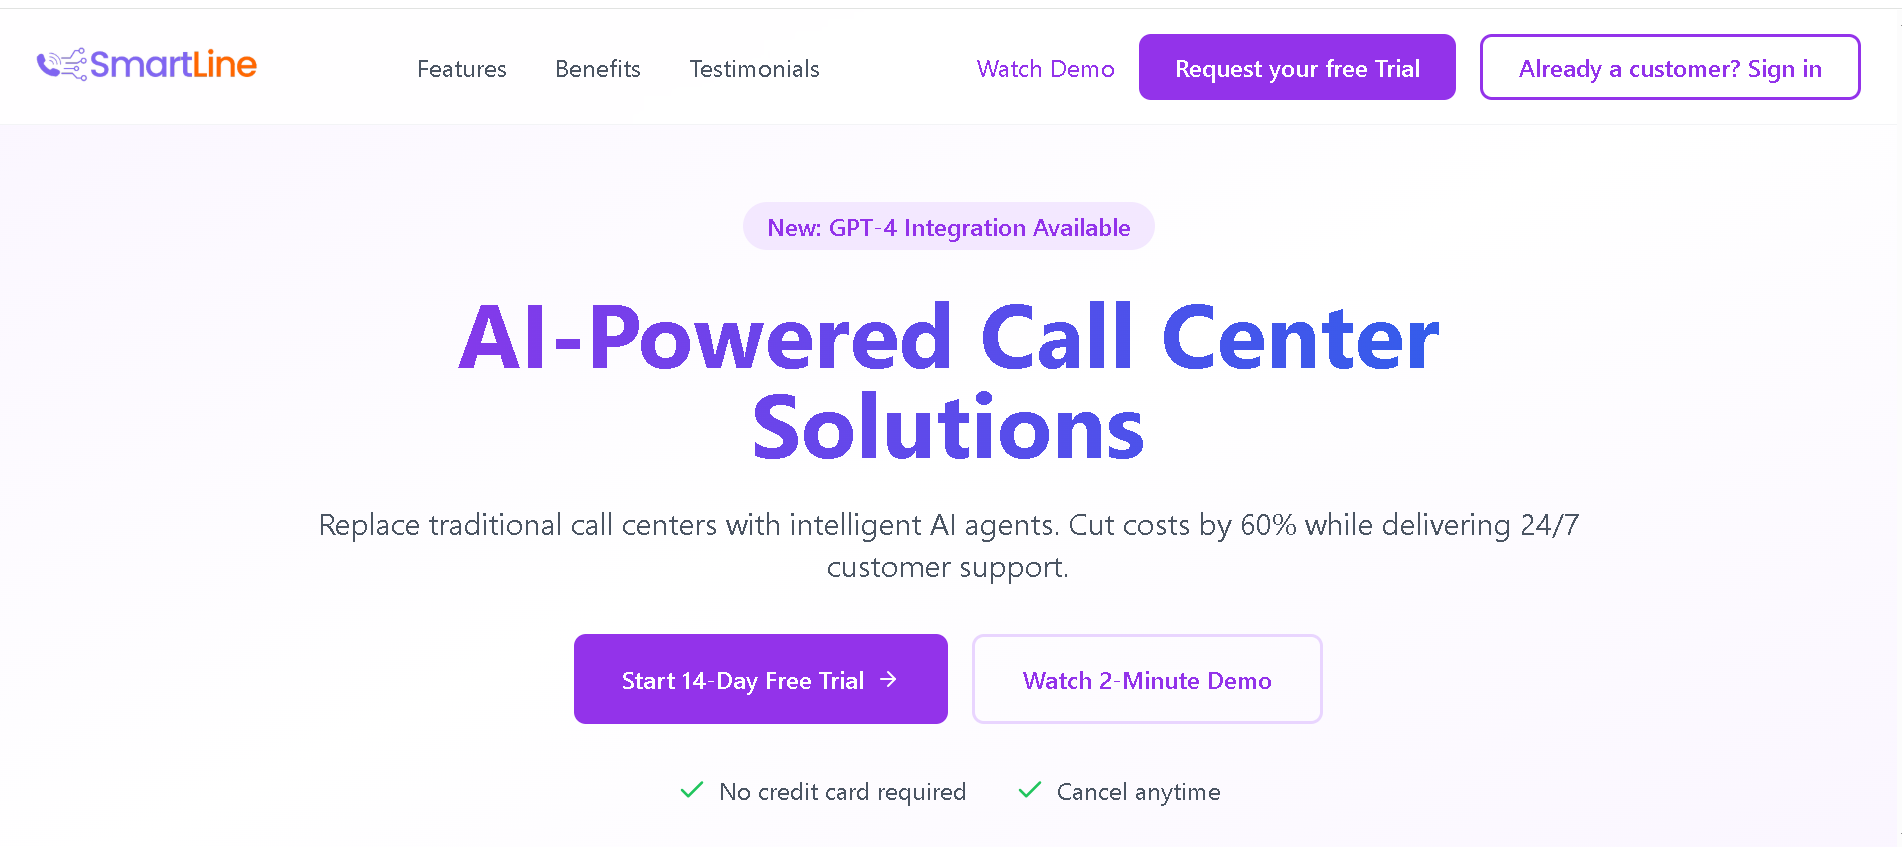 SmartLine
Features
Benefits
Testimonials
Watch Demo
Request your free Trial
Already a customer? Sign in
New: GPT-4 Integration Available
AI-Powered Call Center
Solutions
Replace traditional call centers with intelligent AI agents. Cut costs by 60% while delivering 24/7
customer support.
Start 14-Day Free Trial →
Watch 2-Minute Demo
No credit card required
Cancel anytime